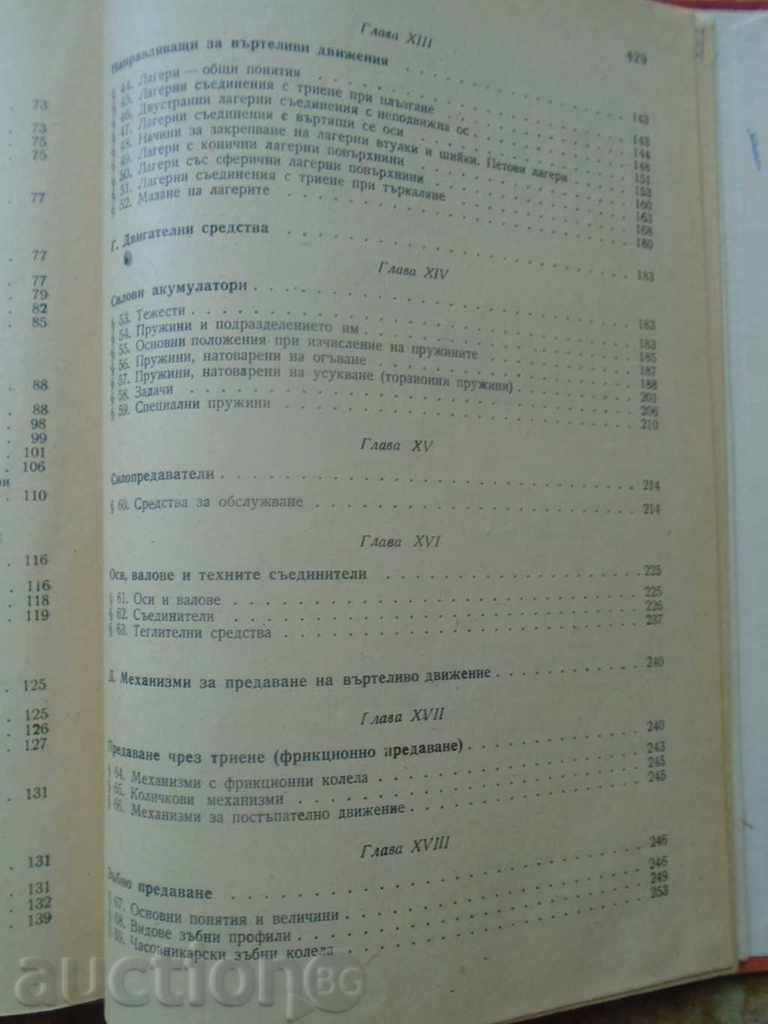 73
73
75
75
77
77
77
79
82
85
88
88
98
99
101
106
110
116
116
118
119
125
125
126
127
131
131
131
132
139
429
Глава XIII
Направляващи за въртеливи движения . . . 143
§ 44. Лагери — общи понятия . . . 143
§ 45. Лагерни съединения с триене при плъзгане . . . 144
§ 46. Двустранни лагерни съединения с неподвижна ос . . . 148
§ 47. Лагерни съединения с въртящи се оси . . . 151
§ 48. Начини за закрепване на лагерни втулки и шийки. Петови лагери . . . 153
§ 49. Лагери с конични лагерни повърхнини . . . 160
§ 50. Лагери със сферични лагерни повърхнини . . . 163
§ 51. Лагерни съединения с триене при търкаляне . . . 168
§ 52. Мазане на лагерите . . . 180
Г. Двигателни средства . . . 183
Глава XIV
Силови акумулатори . . . 183
§ 53. Тежести . . . 183
§ 54. Пружини и подразделението им . . . 185
§ 55. Основни положения при изчисление на пружините . . . 187
§ 56. Пружини, натоварени на огъване . . . 188
§ 57. Пружини, натоварени на усукване (торзионни пружини) . . . 201
§ 58. Задачи . . . 206
§ 59. Специални пружини . . . 210
Глава XV
Силопредаватели . . . 214
§ 60. Средства за обслужване . . . 214
Глава XVI
Оси, валове и техните съединители . . . 225
§ 61. Оси и валове . . . 225
§ 62. Съединители . . . 226
§ 63. Теглителни средства . . . 237
Д. Механизми за предаване на въртеливо движение . . . 240
Глава XVII
Предаване чрез триене (фрикционно предаване) . . . 240
§ 64. Механизми с фрикционни колела . . . 243
§ 65. Количкови механизми . . . 245
§ 66. Механизми за постъпателно движение . . . 245
Глава XVIII
Зъбно предаване . . . 246
§ 67. Основни понятия и величини . . . 246
§ 68. Видове зъбни профили . . . 249
§ 69. Часовникарски зъбни колела . . . 253
auctionBG